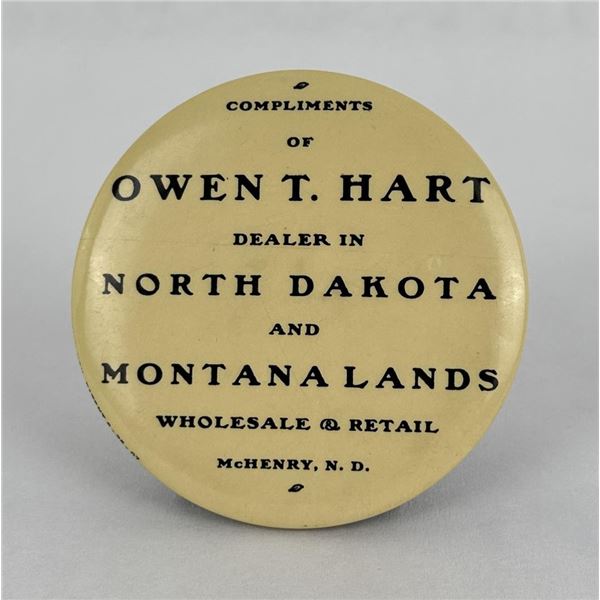 COMPLIMENTS
OF
OWEN T. HART
DEALER IN
NORTH DAKOTA
AND
MONTANA LANDS
WHOLESALE & RETAIL
McHENRY, N. D.